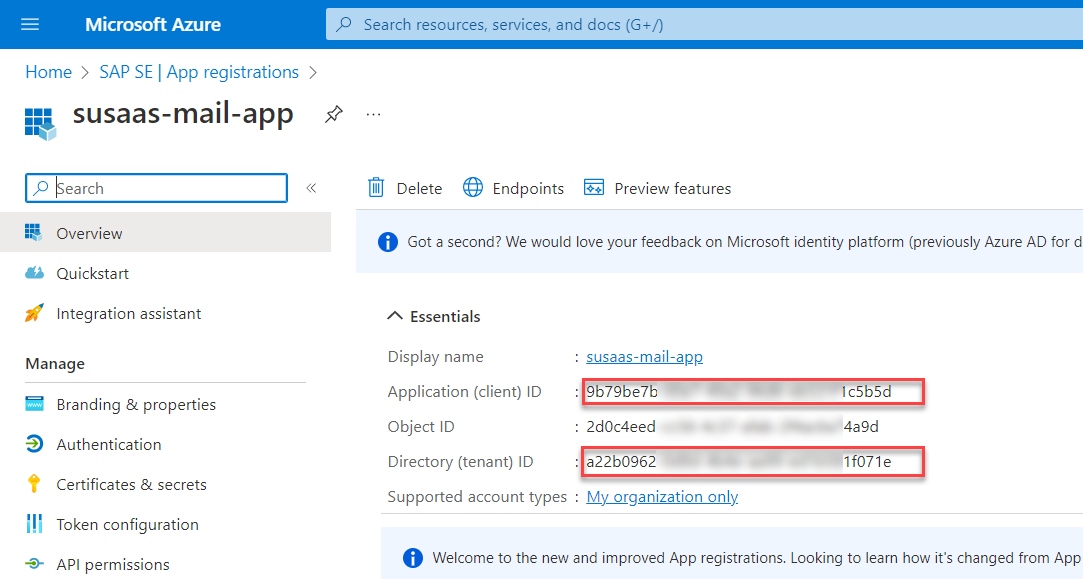 Microsoft Azure
Search resources, services, and docs (G+/)
Home > SAP SE | App registrations >
susaas-mail-app
Search
«
Delete
Endpoints
Preview features
Overview
Quickstart
Integration assistant
Manage
Branding & properties
Authentication
Certificates & secrets
Token configuration
API permissions
Got a second? We would love your feedback on Microsoft identity platform (previously Azure AD for d
Essentials
Display name : susaas-mail-app
Application (client) ID : 9b79be7b 1c5b5d
Object ID : 2d0c4eed 4a9d
Directory (tenant) ID : a22b0962 1f071e
Supported account types : My organization only
Welcome to the new and improved App registrations. Looking to learn how it's changed from App